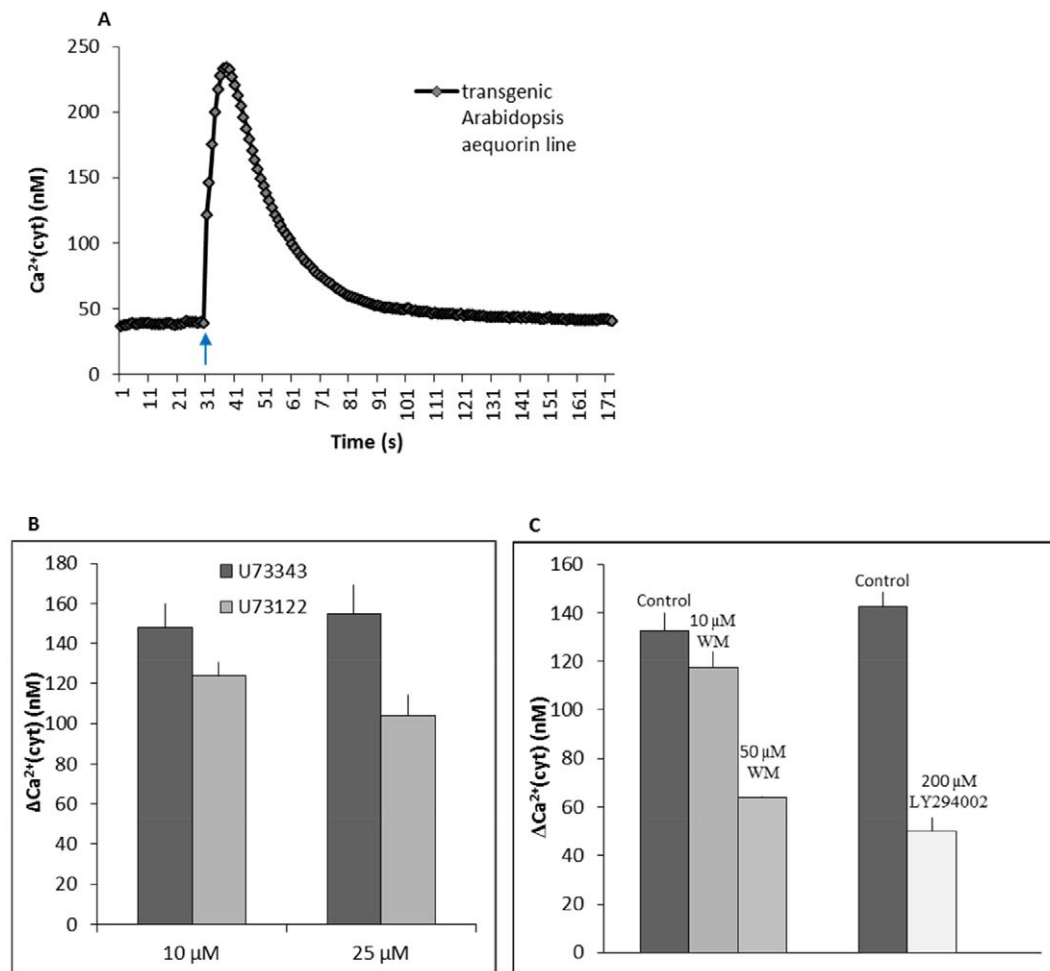 A
250
200
150
100
50
0
Ca²⁺(cyt) (nM)
transgenic
Arabidopsis
aequorin line
1 11 21 31 41 51 61 71 81 91 101 111 121 131 141 151 161 171
Time (s)
B
180
160
140
120
100
80
60
40
20
0
ΔCa²⁺(cyt) (nM)
U73343
U73122
10 µM 25 µM
C
160
140
120
100
80
60
40
20
0
ΔCa²⁺(cyt) (nM)
Control
10 µM
WM
50 µM
WM
Control
200 µM
LY294002